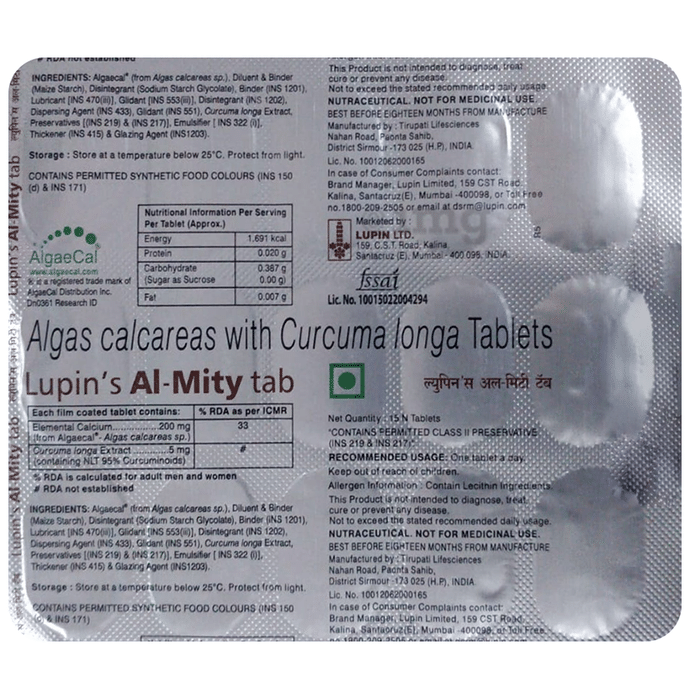 # RDA not established
INGREDIENTS: Algaecal® (from Algas calcareas sp.), Diluent & Binder
(Maize Starch), Disintegrant (Sodium Starch Glycolate), Binder (INS 1201),
Lubricant [INS 470(iii)], Glidant [INS 553(iii)], Disintegrant (INS 1202),
Dispersing Agent (INS 433), Glidant (INS 551), Curcuma longa Extract,
Preservatives [(INS 219 & (INS 217)], Emulsifier [ INS 322 (i)],
Thickener (INS 415) & Glazing Agent (INS1203).
Storage : Store at a temperature below 25°C. Protect from light.
CONTAINS PERMITTED SYNTHETIC FOOD COLOURS (INS 150
(d) & INS 171)
AlgaeCal®
www.algaecal.com
It is a registered trade mark of
AlgaeCal Distribution Inc.
Dn0361 Research ID
Nutritional Information Per Serving
Per Tablet (Approx.)
Energy 1,691 kcal
Protein 0.020 g
Carbohydrate 0.387 g
(Sugar as Sucrose 0.00 g)
Fat 0.007 g
This Product is not intended to diagnose, treat
cure or prevent any disease.
Not to exceed the stated recommended daily usage.
NUTRACEUTICAL. NOT FOR MEDICINAL USE.
BEST BEFORE EIGHTEEN MONTHS FROM MANUFACTURE
Manufactured by : Tirupati Lifesciences
Nahan Road, Paonta Sahib,
District Sirmour -173 025 (H.P.), INDIA.
Lic. No. 10012062000165
In case of Consumer Complaints contact:
Brand Manager, Lupin Limited, 159 CST Road,
Kalina, Santacruz(E), Mumbai -400098, or Toll Free
no.1800-209-2505 or email at dsrm@lupin.com
Marketed by :
LUPIN LTD.
159, C.S.T. Road, Kalina,
Santacruz (E), Mumbai - 400 098. INDIA.
fssai
Lic. No. 10015022004294
Algas calcareas with Curcuma longa Tablets
Lupin's Al-Mity tab
ल्युपिन'स अल-मिटी टॅब
Each film coated tablet contains: % RDA as per ICMR
Elemental Calcium..............200 mg 33
(from Algaecal®- Algas calcareas sp.)
Curcuma longa Extract............5 mg #
(containing NLT 95% Curcuminoids)
% RDA is calculated for adult men and women
# RDA not established
INGREDIENTS: Algaecal® (from Algas calcareas sp.), Diluent & Binder
(Maize Starch), Disintegrant (Sodium Starch Glycolate), Binder (INS 1201),
Lubricant [INS 470(iii)], Glidant [INS 553(iii)], Disintegrant (INS 1202),
Dispersing Agent (INS 433), Glidant (INS 551), Curcuma longa Extract,
Preservatives [(INS 219 & (INS 217)], Emulsifier [ INS 322 (i)],
Thickener (INS 415) & Glazing Agent (INS1203).
Storage : Store at a temperature below 25°C. Protect from light.
CONTAINS PERMITTED SYNTHETIC FOOD COLOURS (INS 150
(d) & INS 171)
Net Quantity : 15 N Tablets
"CONTAINS PERMITTED CLASS II PRESERVATIVE
(INS 219 & INS 217)"
RECOMMENDED USAGE: One tablet a day.
Keep out of reach of children.
Allergen Information : Contain Lecithin Ingredients.
This Product is not intended to diagnose, treat,
cure or prevent any disease.
Not to exceed the stated recommended daily usage.
NUTRACEUTICAL. NOT FOR MEDICINAL USE.
BEST BEFORE EIGHTEEN MONTHS FROM MANUFACTURE
Manufactured by : Tirupati Lifesciences
Nahan Road, Paonta Sahib,
District Sirmour -173 025 (H.P.), INDIA.
Lic. No. 10012062000165
In case of Consumer Complaints contact:
Brand Manager, Lupin Limited, 159 CST Road,
Kalina, Santacruz(E), Mumbai -400098, or Toll Free
no.1800-209-2505 or email at dsrm@lupin.com
Lupin's Al-Mity tab
Lupin's Al-Mity tab